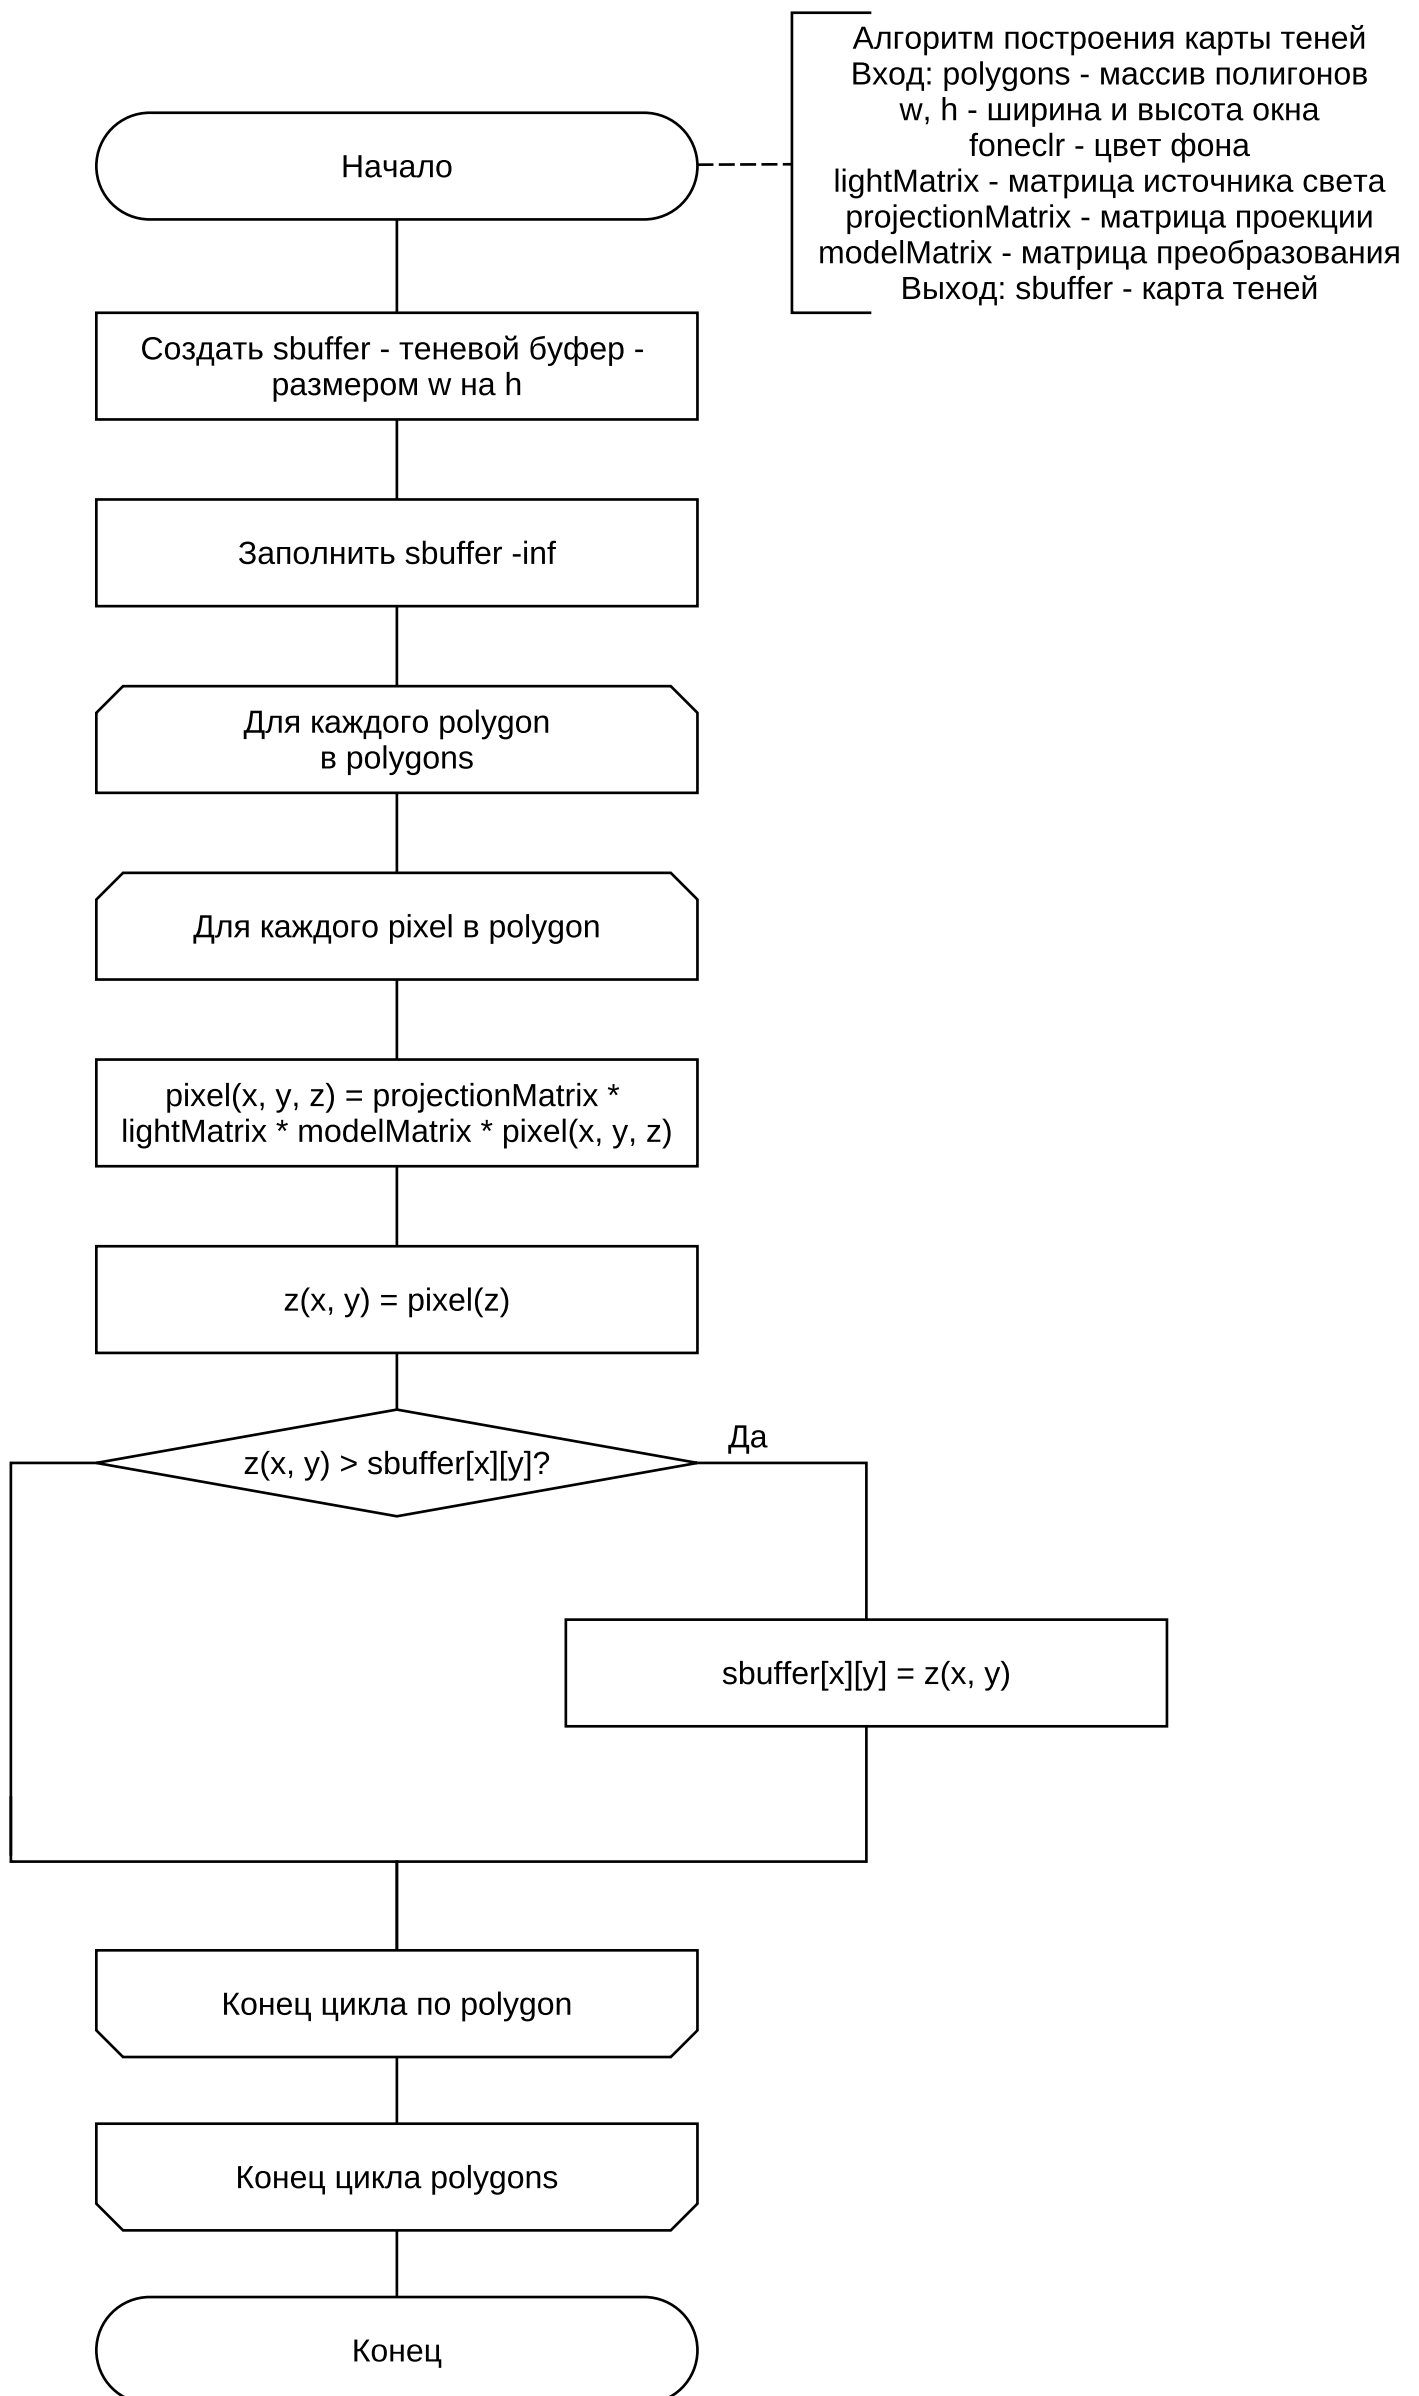 Алгоритм построения карты теней
Вход: polygons - массив полигонов
w, h - ширина и высота окна
foneclr - цвет фона
lightMatrix - матрица источника света
projectionMatrix - матрица проекции
modelMatrix - матрица преобразования
Выход: sbuffer - карта теней
Начало
Создать sbuffer - теневой буфер -
размером w на h
Заполнить sbuffer -inf
Для каждого polygon
в polygons
Для каждого pixel в polygon
pixel(x, y, z) = projectionMatrix *
lightMatrix * modelMatrix * pixel(x, y, z)
z(x, y) = pixel(z)
z(x, y) > sbuffer[x][y]?
Да
sbuffer[x][y] = z(x, y)
Конец цикла по polygon
Конец цикла polygons
Конец